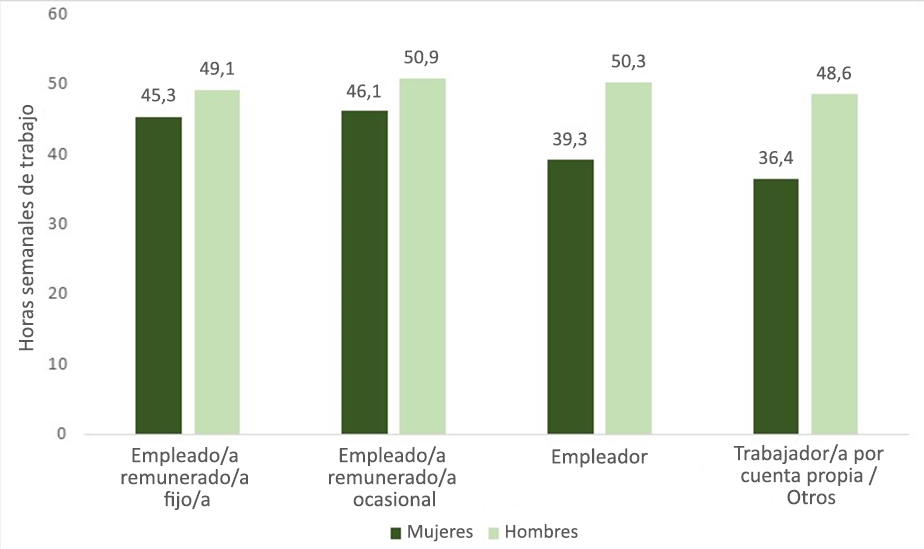 60
50
40
30
20
10
0
Horas semanales de trabajo
45,3
49,1
46,1
50,9
39,3
50,3
36,4
48,6
Empleado/a
remunerado/a
fijo/a
Empleado/a
remunerado/a
ocasional
Empleador
Trabajador/a por
cuenta propia /
Otros
Mujeres
Hombres